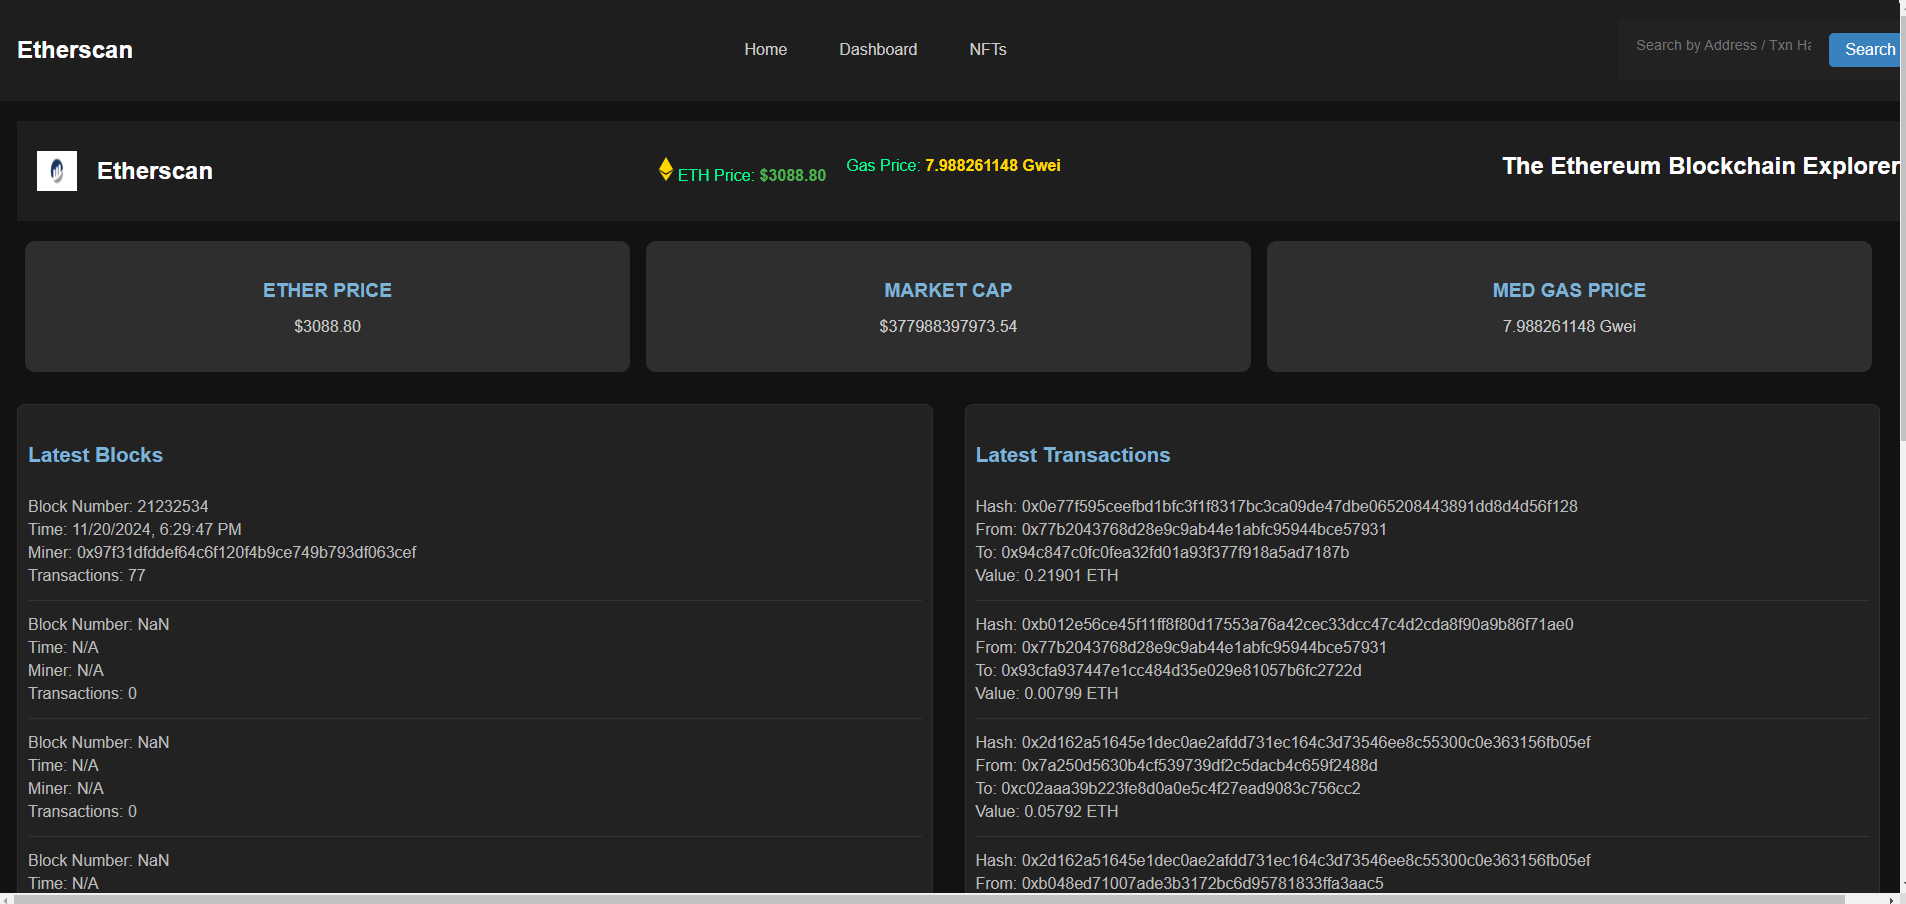 Etherscan
Home
Dashboard
NFTs
Search by Address / Txn Ha
Search
Etherscan
ETH Price: $3088.80
Gas Price: 7.988261148 Gwei
The Ethereum Blockchain Explorer
ETHER PRICE
$3088.80
MARKET CAP
$377988397973.54
MED GAS PRICE
7.988261148 Gwei
Latest Blocks
Block Number: 21232534
Time: 11/20/2024, 6:29:47 PM
Miner: 0x97f31dfddef64c6f120f4b9ce749b793df063cef
Transactions: 77
Block Number: NaN
Time: N/A
Miner: N/A
Transactions: 0
Block Number: NaN
Time: N/A
Miner: N/A
Transactions: 0
Block Number: NaN
Time: N/A
Latest Transactions
Hash: 0x0e77f595ceefbd1bfc3f1f8317bc3ca09de47dbe065208443891dd8d4d56f128
From: 0x77b2043768d28e9c9ab44e1abfc95944bce57931
To: 0x94c847c0fc0fea32fd01a93f377f918a5ad7187b
Value: 0.21901 ETH
Hash: 0xb012e56ce45f11ff8f80d17553a76a42cec33dcc47c4d2cda8f90a9b86f71ae0
From: 0x77b2043768d28e9c9ab44e1abfc95944bce57931
To: 0x93cfa937447e1cc484d35e029e81057b6fc2722d
Value: 0.00799 ETH
Hash: 0x2d162a51645e1dec0ae2afdd731ec164c3d73546ee8c55300c0e363156fb05ef
From: 0x7a250d5630b4cf539739df2c5dacb4c659f2488d
To: 0xc02aaa39b223fe8d0a0e5c4f27ead9083c756cc2
Value: 0.05792 ETH
Hash: 0x2d162a51645e1dec0ae2afdd731ec164c3d73546ee8c55300c0e363156fb05ef
From: 0xb048ed71007ade3b3172bc6d95781833ffa3aac5